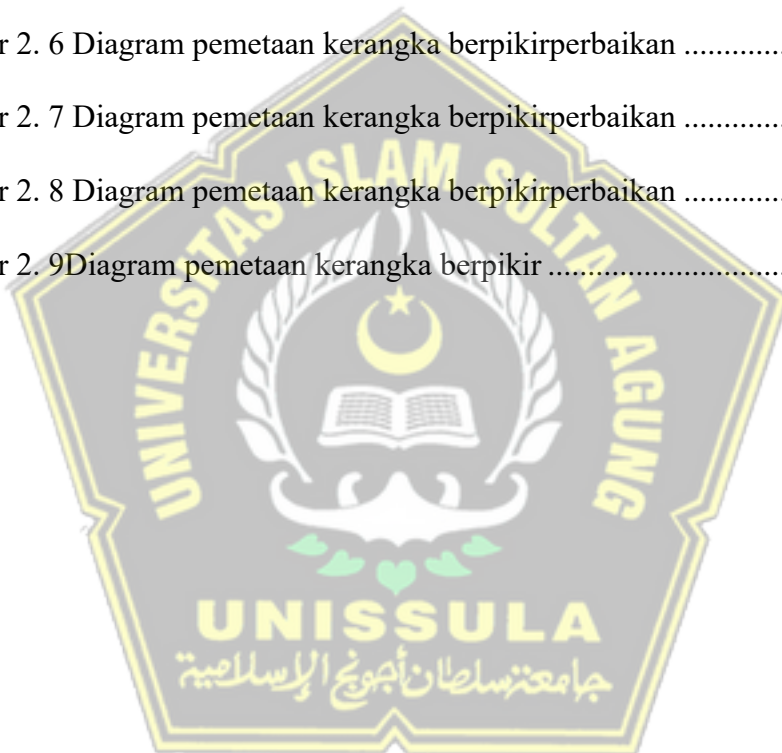 r 2. 6 Diagram pemetaan kerangka berpikirperbaikan .............
r 2. 7 Diagram pemetaan kerangka berpikirperbaikan .............
r 2. 8 Diagram pemetaan kerangka berpikirperbaikan .............
r 2. 9Diagram pemetaan kerangka berpikir .............................
UNIVERSITAS ISLAM SULTAN AGUNG
UNISSULA
جامعة سلطان أجونج الإسلامية